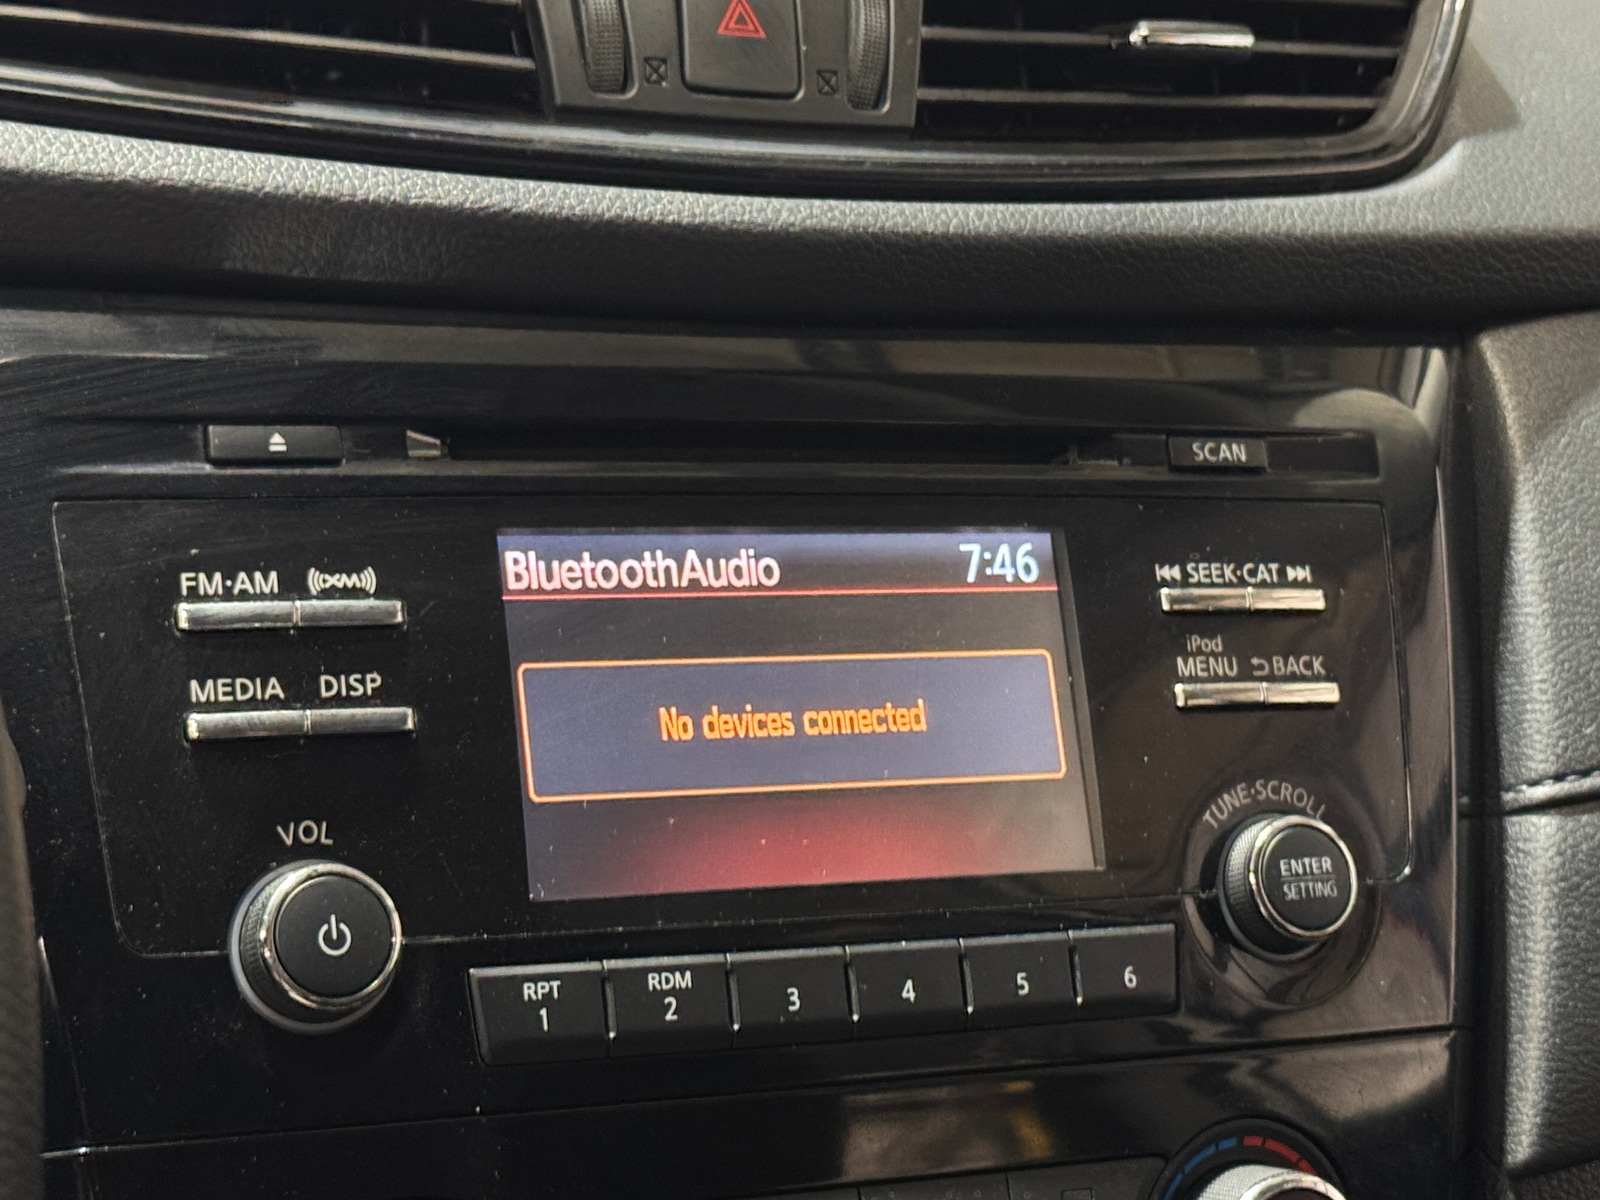 SCAN
BluetoothAudio 7:46
FM·AM XM
SEEK·CAT
iPod
MENU BACK
MEDIA DISP
No devices connected
VOL
TUNE·SCROLL
ENTER
SETTING
RPT RDM
1 2 3 4 5 6